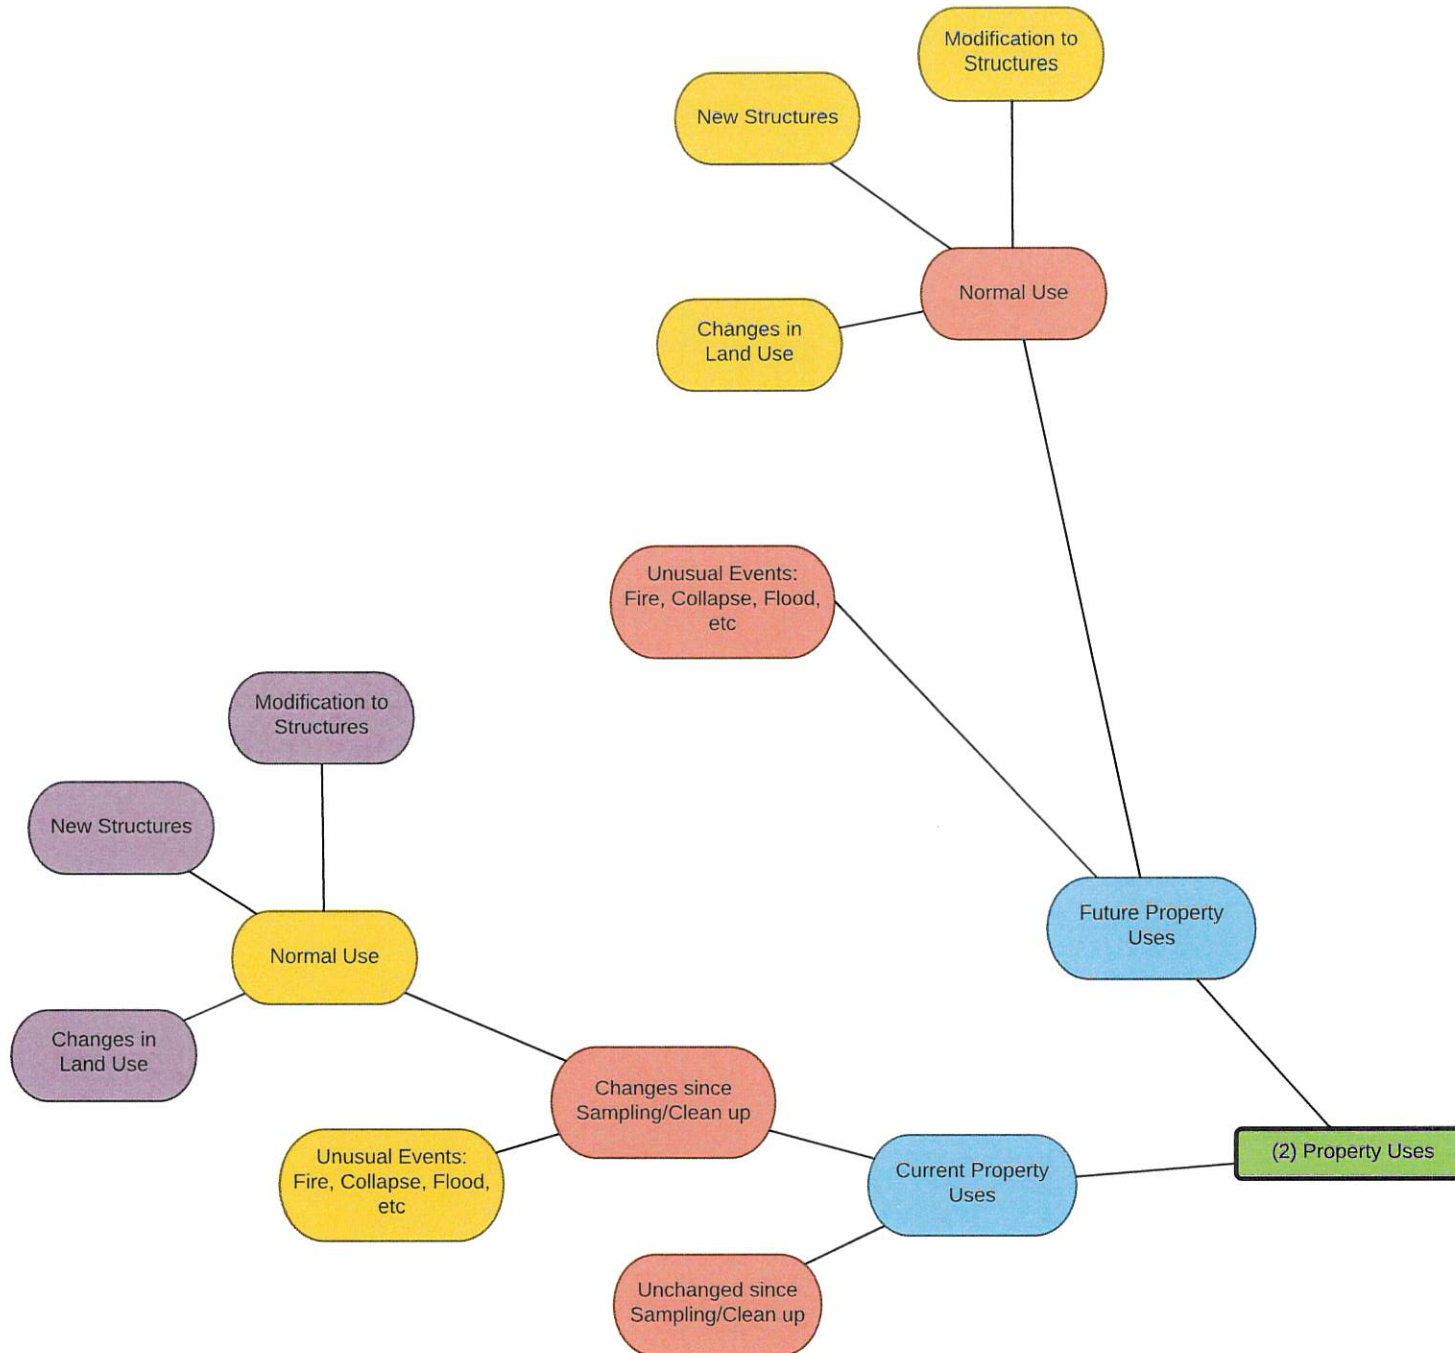 Modification to
Structures
New Structures
Normal Use
Changes in
Land Use
Unusual Events:
Fire, Collapse, Flood,
etc
Modification to
Structures
New Structures
Normal Use
Changes in
Land Use
Future Property
Uses
Changes since
Sampling/Clean up
Unusual Events:
Fire, Collapse, Flood,
etc
Current Property
Uses
(2) Property Uses
Unchanged since
Sampling/Clean up